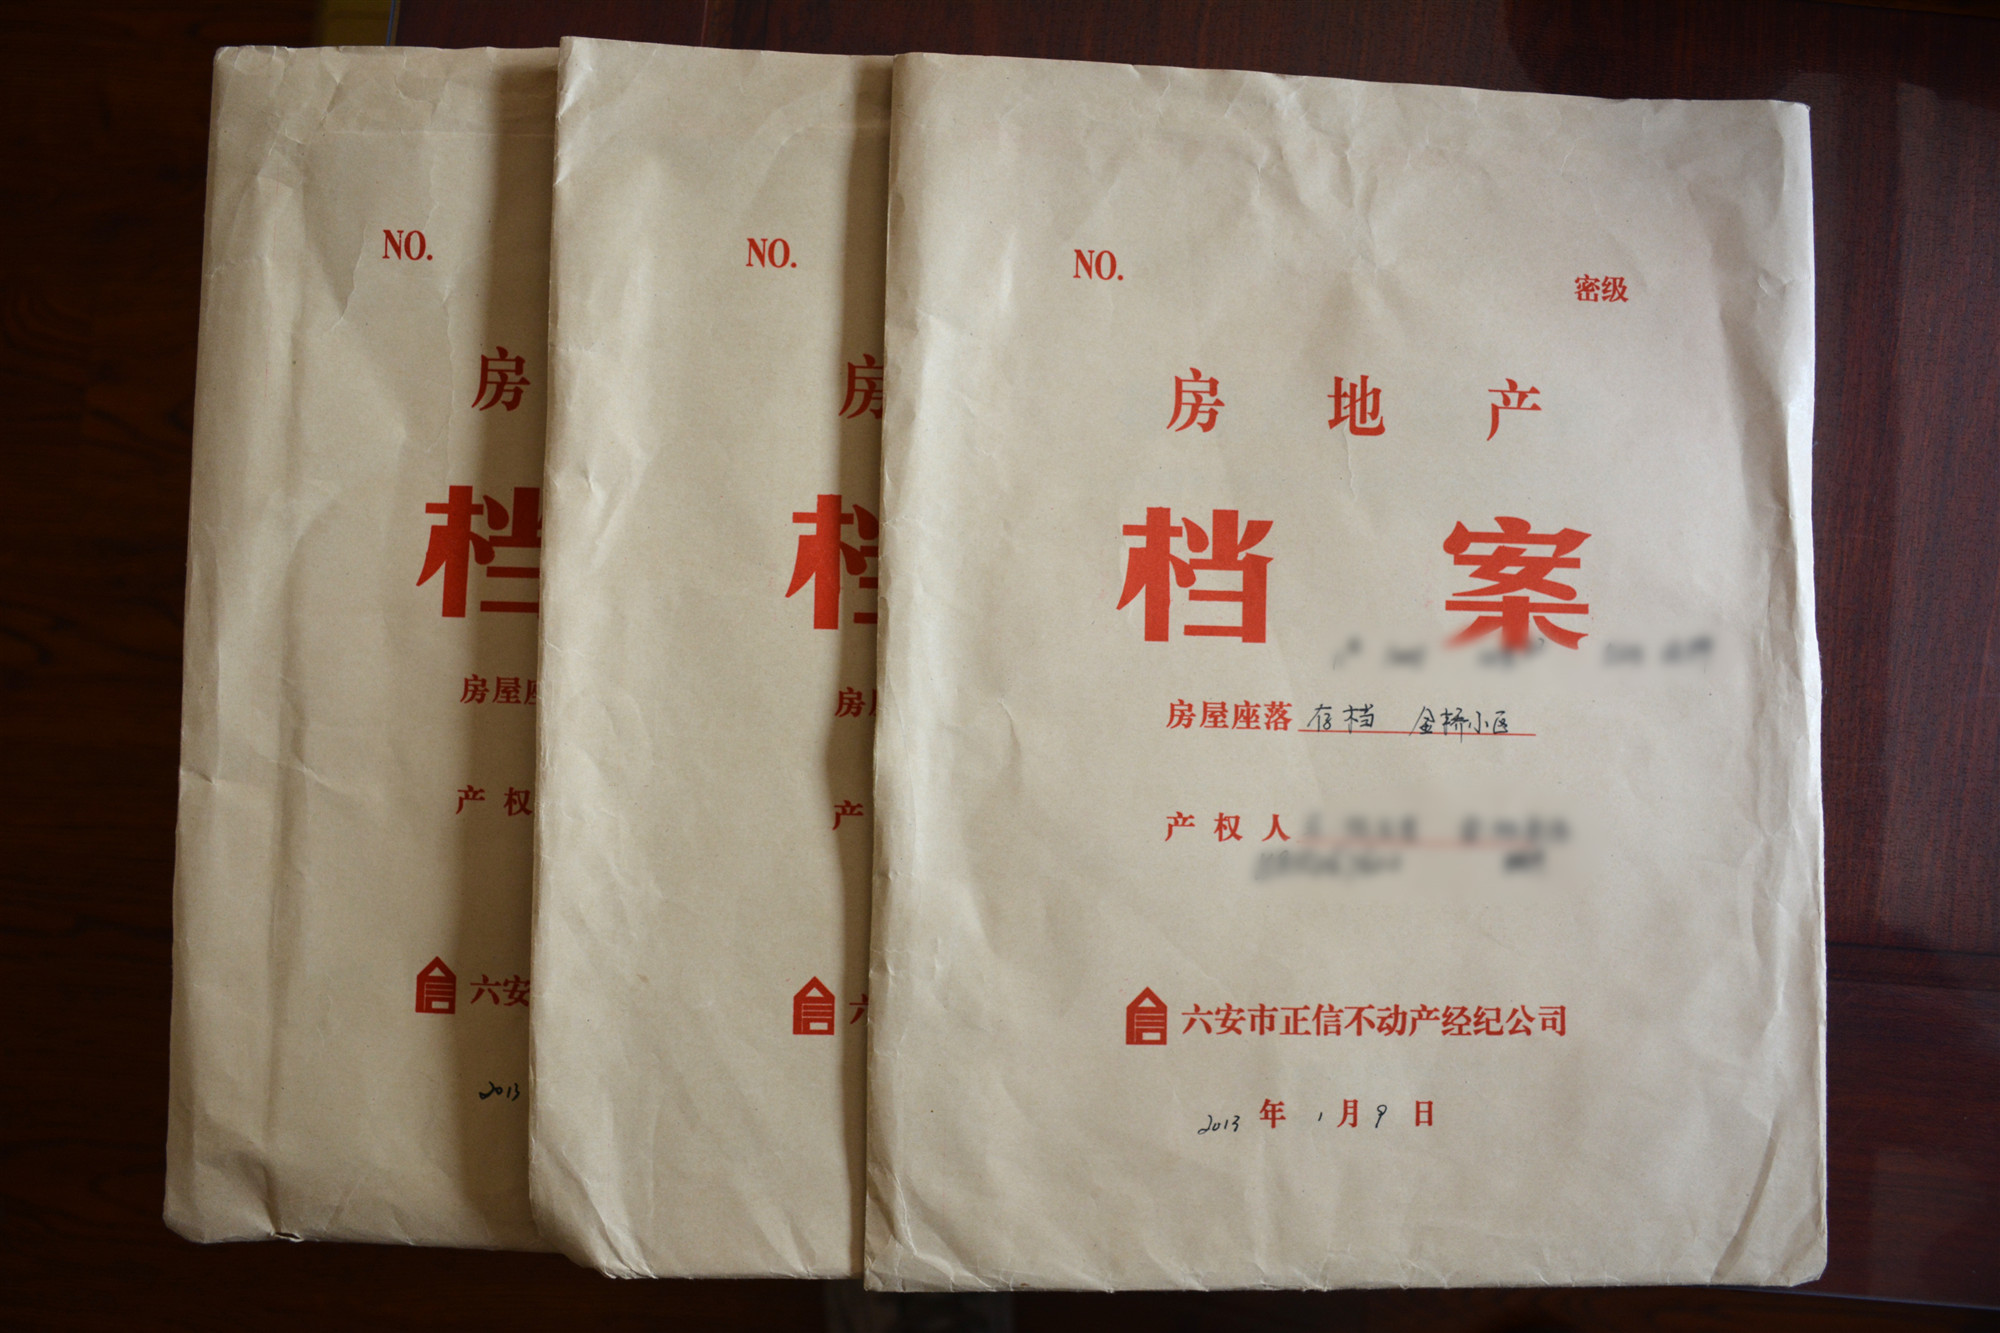 NO.
房
档
房屋
产 权
六安
2013
NO.
房
档
房
产
六
NO.
密级
房 地 产
档 案
房屋座落 存档 金桥小区
产 权 人
六安市正信不动产经纪公司
2013 年 1 月 9 日